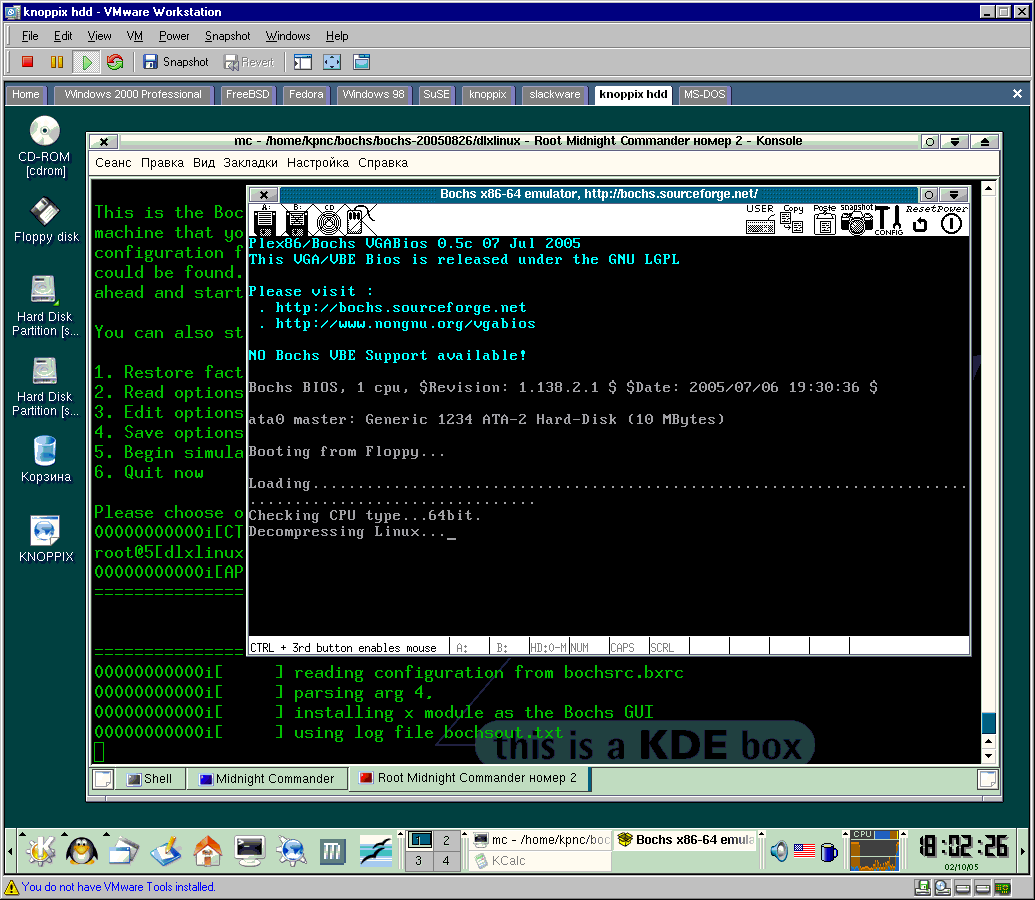 knoppix hdd - VMware Workstation
File Edit View VM Power Snapshot Windows Help
Snapshot Revert
Home Windows 2000 Professional FreeBSD Fedora Windows 98 SuSE knoppix slackware knoppix hdd MS-DOS
CD-ROM
[cdrom]
Floppy disk
Hard Disk
Partition [s...
Hard Disk
Partition [s...
Корзина
KNOPPIX
mc - /home/kpnc/bochs/bochs-20050826/dlxlinux - Root Midnight Commander номер 2 - Konsole
Сеанс Правка Вид Закладки Настройка Справка
This is the Boc
machine that yo
configuration f
could be found.
ahead and start
You can also st
1. Restore fact
2. Read options
3. Edit options
4. Save options
5. Begin simula
6. Quit now
Please choose o
00000000000i[CT
root@5[dlxlinux
00000000000i[AP
===============
===============
00000000000i[     ] reading configuration from bochsrc.bxrc
00000000000i[     ] parsing arg 4,
00000000000i[     ] installing x module as the Bochs GUI
00000000000i[     ] using log file bochsout.txt
Bochs x86-64 emulator, http://bochs.sourceforge.net/
A: B: CD USER Copy Paste snapshot CONFIG Reset Power
Plex86/Bochs VGABios 0.5c 07 Jul 2005
This VGA/VBE Bios is released under the GNU LGPL
Please visit :
. http://bochs.sourceforge.net
. http://www.nongnu.org/vgabios
NO Bochs VBE Support available!
Bochs BIOS, 1 cpu, $Revision: 1.138.2.1 $ $Date: 2005/07/06 19:30:36 $
ata0 master: Generic 1234 ATA-2 Hard-Disk (10 MBytes)
Booting from Floppy...
Loading.........................................................................
................................
Checking CPU type...64bit.
Decompressing Linux..._
CTRL + 3rd button enables mouse A: B: HD:0-M NUM CAPS SCRL
this is a KDE box
Shell Midnight Commander Root Midnight Commander номер 2
1 2
3 4
mc - /home/kpnc/boc
KCalc
Bochs x86-64 emula
CPU
18:02:26
02/10/05
You do not have VMware Tools installed.